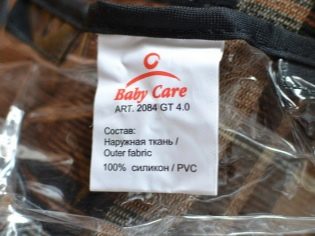 Baby Care
ART. 2084 GT 4.0
Состав:
Наружная ткань /
Outer fabric
100% силикон / PVC